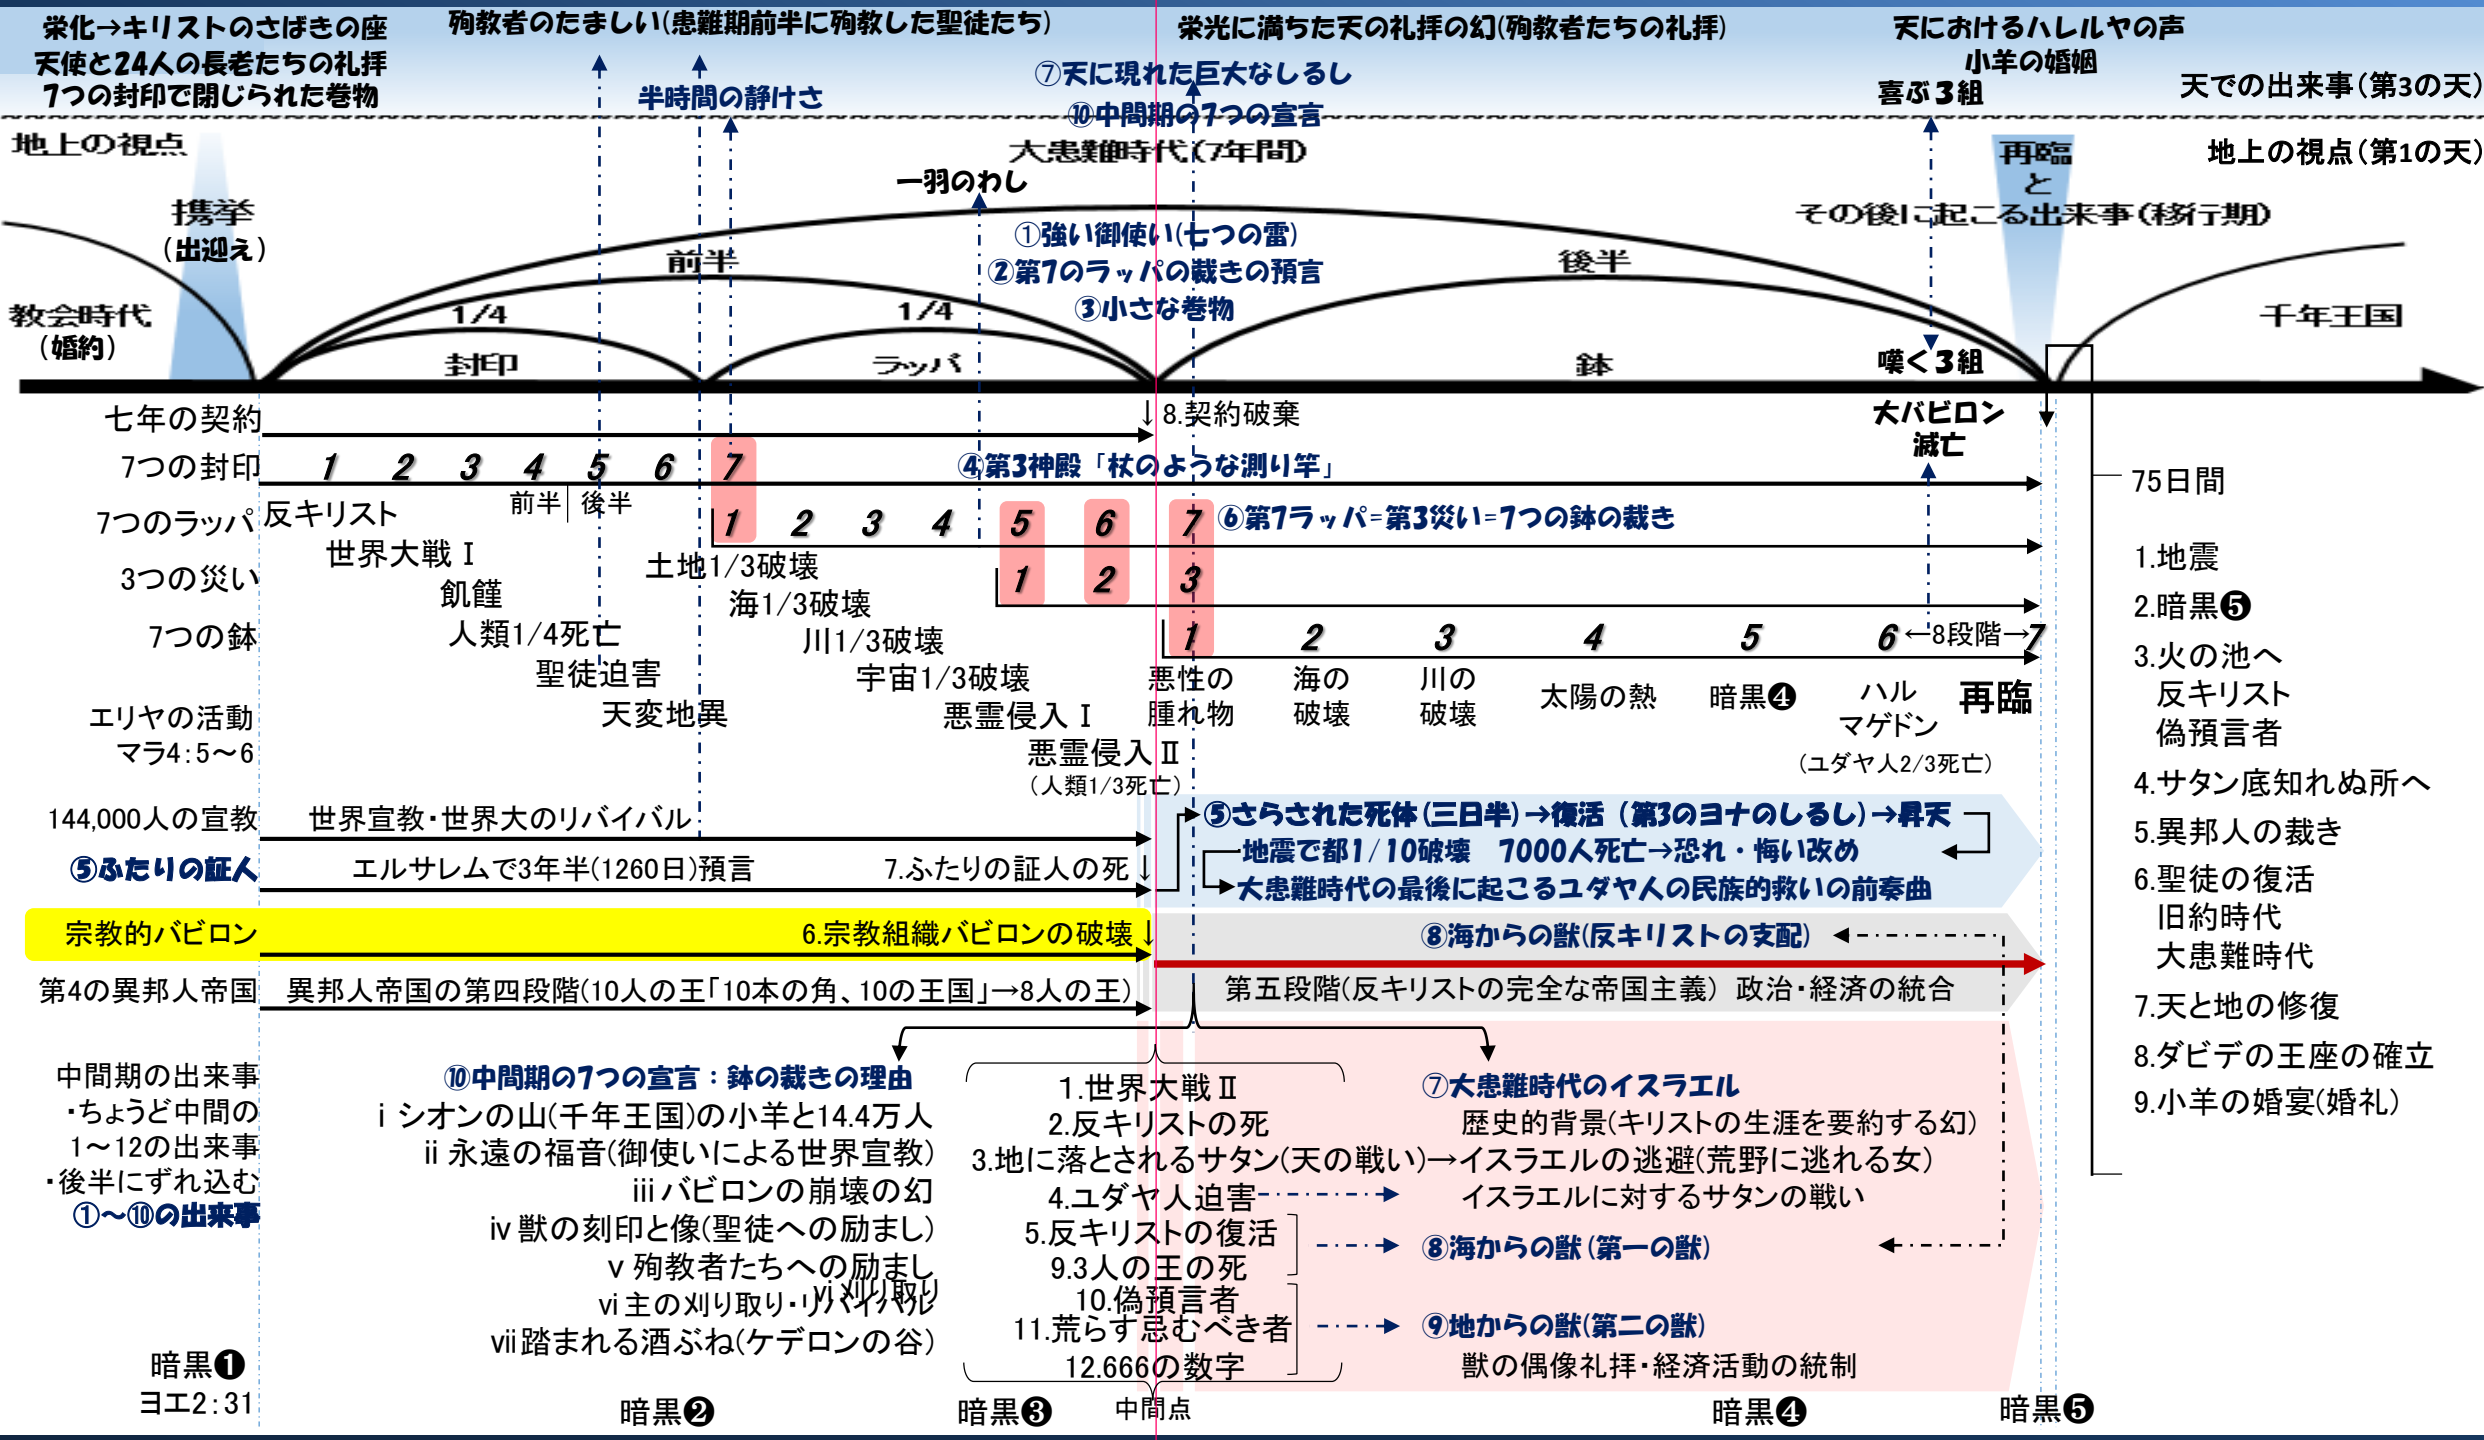 栄化→キリストのさばきの座
天使と24人の長老たちの礼拝
7つの封印で閉じられた巻物
殉教者のたましい(患難期前半に殉教した聖徒たち)
半時間の静けさ
栄光に満ちた天の礼拝の幻(殉教者たちの礼拝)
⑦天に現れた巨大なしるし
⑩中間期の7つの宣言
天におけるハレルヤの声
小羊の婚姻
喜ぶ3組
天での出来事(第3の天)
地上の視点
大患難時代(7年間)
再臨
と
その後に起こる出来事(移行期)
地上の視点(第1の天)
携挙
(出迎え)
一羽のわし
①強い御使い(七つの雷)
②第7のラッパの裁きの預言
③小さな巻物
前半
後半
教会時代
(婚約)
1/4
1/4
封印
ラッパ
鉢
嘆く3組
千年王国
七年の契約
↓8.契約破棄
大バビロン
滅亡
7つの封印
1 2 3 4 5 6 7
④第3神殿「杖のような測り竿」
前半 後半
7つのラッパ
1 2 3 4 5 6 7
⑥第7ラッパ=第3災い=7つの鉢の裁き
反キリスト
世界大戦Ⅰ
飢饉
人類1/4死亡
聖徒迫害
天変地異
土地1/3破壊
海1/3破壊
川1/3破壊
宇宙1/3破壊
悪霊侵入Ⅰ
悪霊侵入Ⅱ
(人類1/3死亡)
3つの災い
1 2 3
7つの鉢
1 2 3 4 5 6 ←8段階→7
悪性の
腫れ物
海の
破壊
川の
破壊
太陽の熱
暗黒❹
ハル
マゲドン
(ユダヤ人2/3死亡)
再臨
エリヤの活動
マラ4:5～6
144,000人の宣教
世界宣教・世界大のリバイバル
⑤さらされた死体(三日半)→復活(第3のヨナのしるし)→昇天
地震で都1/10破壊 7000人死亡→恐れ・悔い改め
大患難時代の最後に起こるユダヤ人の民族的救いの前奏曲
⑤ふたりの証人
エルサレムで3年半(1260日)預言
7.ふたりの証人の死↓
宗教的バビロン
6.宗教組織バビロンの破壊↓
⑧海からの獣(反キリストの支配)
第4の異邦人帝国
異邦人帝国の第四段階(10人の王「10本の角、10の王国」→8人の王)
第五段階(反キリストの完全な帝国主義) 政治・経済の統合
中間期の出来事
・ちょうど中間の
1～12の出来事
・後半にずれ込む
①～⑩の出来事
⑩中間期の7つの宣言：鉢の裁きの理由
ⅰシオンの山(千年王国)の小羊と14.4万人
ⅱ永遠の福音(御使いによる世界宣教)
ⅲバビロンの崩壊の幻
ⅳ獣の刻印と像(聖徒への励まし)
ⅴ殉教者たちへの励まし
ⅵ刈り取り
ⅵ主の刈り取り・リバイバル
ⅶ踏まれる酒ぶね(ケデロンの谷)
1.世界大戦Ⅱ
2.反キリストの死
3.地に落とされるサタン(天の戦い)→イスラエルの逃避(荒野に逃れる女)
4.ユダヤ人迫害
5.反キリストの復活
9.3人の王の死
10.偽預言者
11.荒らす忌むべき者
12.666の数字
⑦大患難時代のイスラエル
歴史的背景(キリストの生涯を要約する幻)
イスラエルに対するサタンの戦い
⑧海からの獣(第一の獣)
⑨地からの獣(第二の獣)
獣の偶像礼拝・経済活動の統制
75日間
1.地震
2.暗黒❺
3.火の池へ
反キリスト
偽預言者
4.サタン底知れぬ所へ
5.異邦人の裁き
6.聖徒の復活
旧約時代
大患難時代
7.天と地の修復
8.ダビデの王座の確立
9.小羊の婚宴(婚礼)
暗黒❶
ヨエ2:31
暗黒❷
暗黒❸
中間点
暗黒❹
暗黒❺